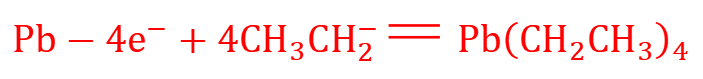 Pb − 4e⁻ + 4CH₃CH₂⁻ ═ Pb(CH₂CH₃)₄